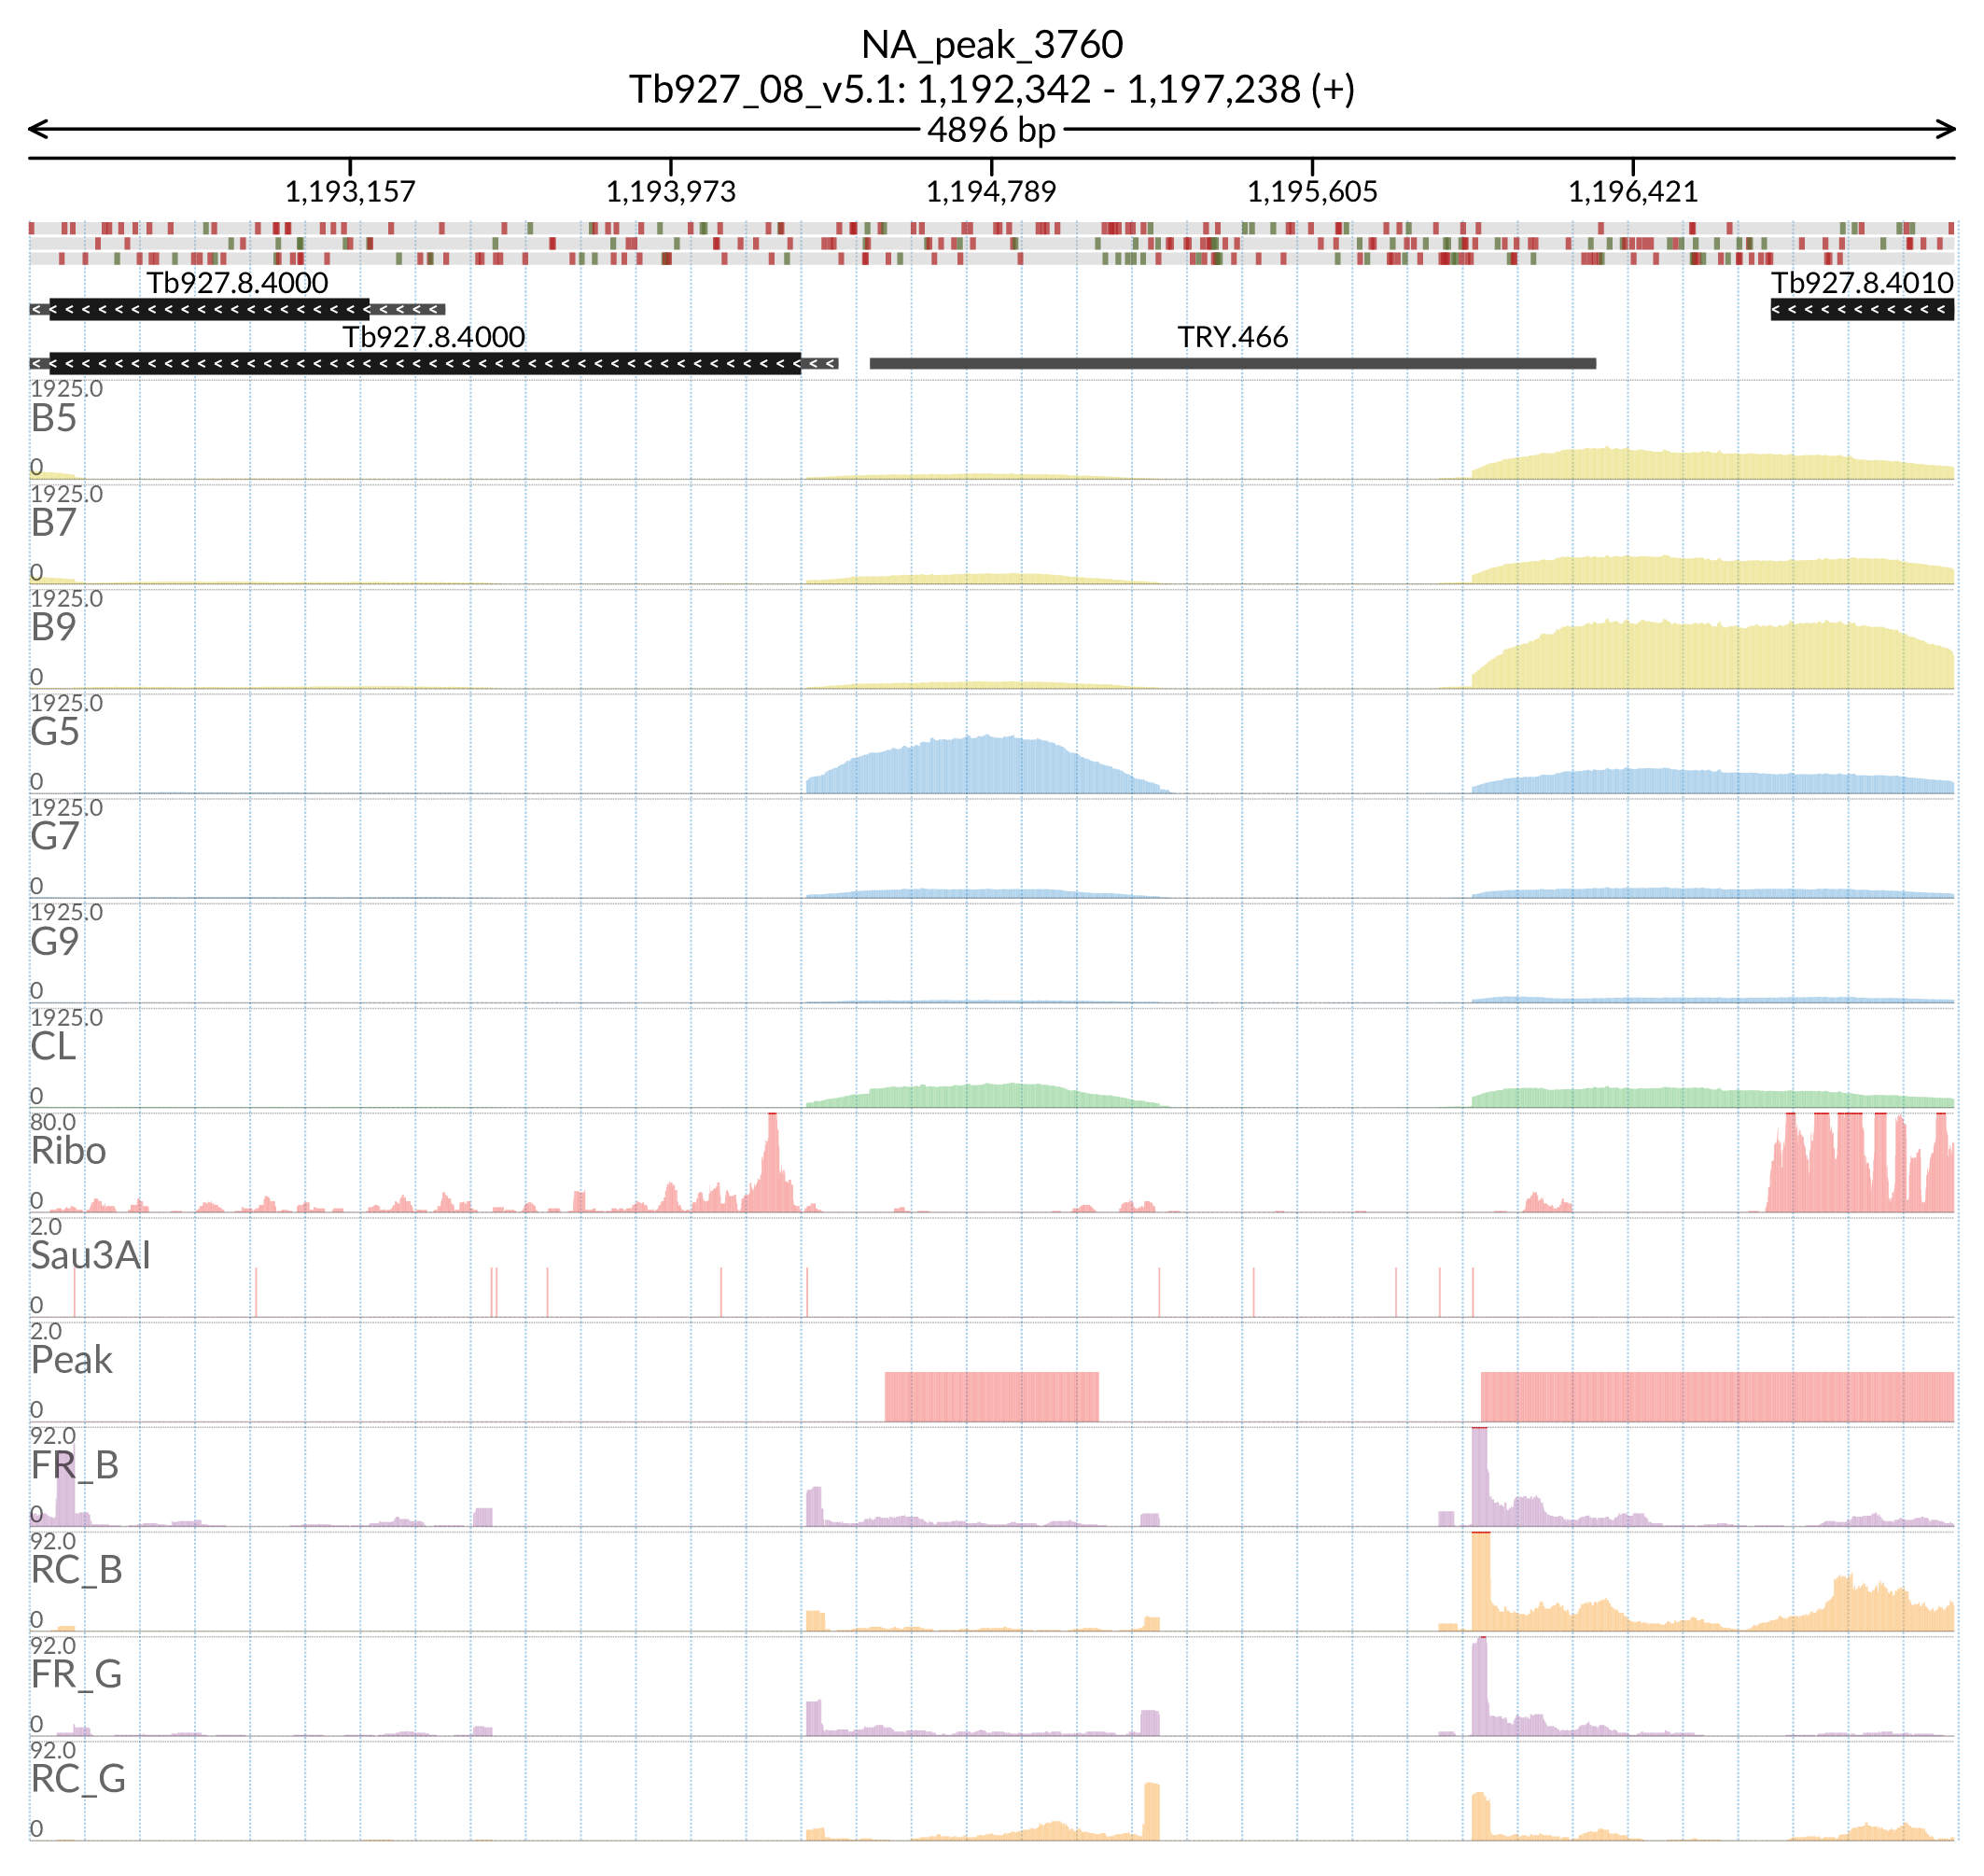 NA_peak_3760
Tb927_08_v5.1: 1,192,342 - 1,197,238 (+)
4896 bp
1,193,157 1,193,973 1,194,789 1,195,605 1,196,421
Tb927.8.4000 Tb927.8.4010
Tb927.8.4000 TRY.466
1925.0
B5
0
1925.0
B7
0
1925.0
B9
0
1925.0
G5
0
1925.0
G7
0
1925.0
G9
0
1925.0
CL
0
80.0
Ribo
0
2.0
Sau3AI
0
2.0
Peak
0
92.0
FR_B
0
92.0
RC_B
0
92.0
FR_G
0
92.0
RC_G
0